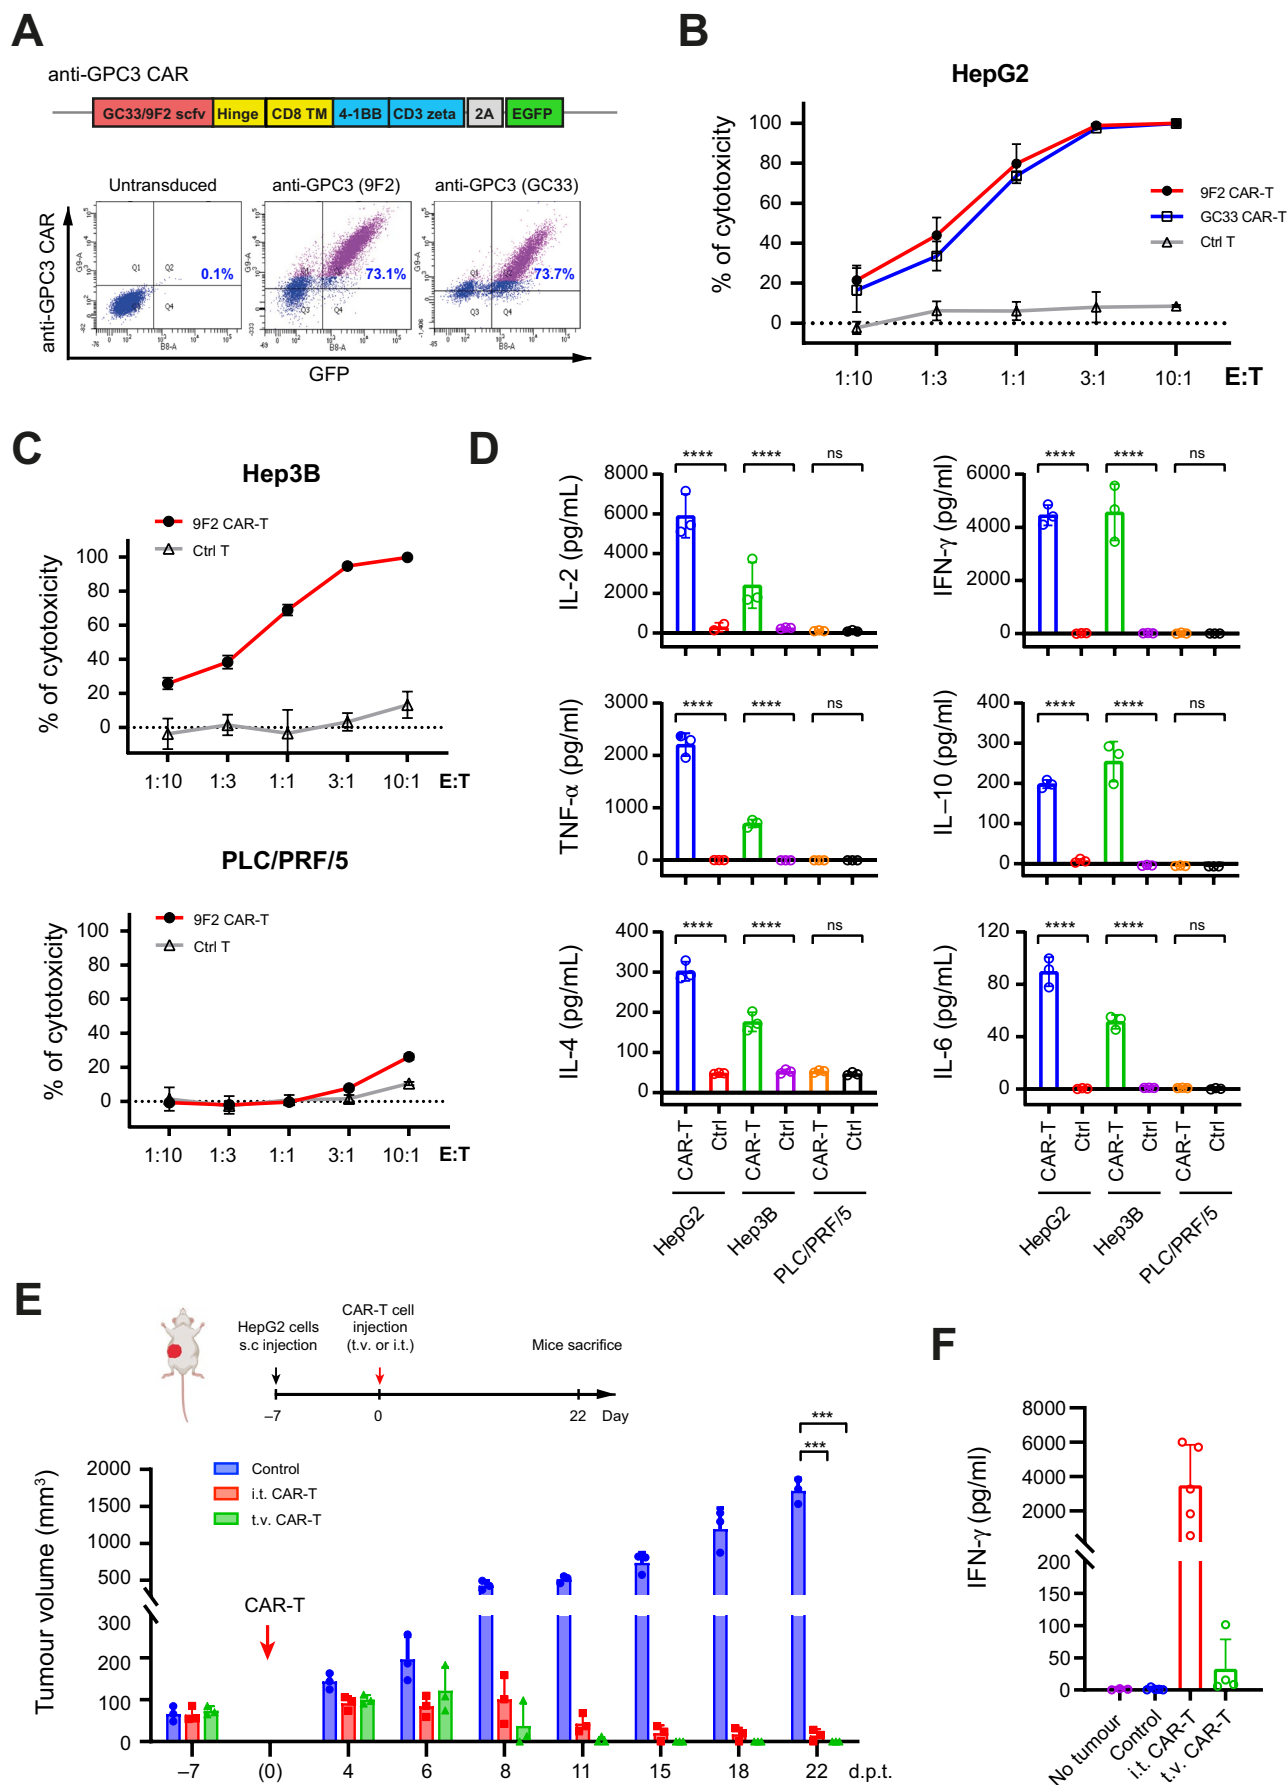 A
anti-GPC3 CAR
GC33/9F2 scfv Hinge CD8 TM 4-1BB CD3 zeta 2A EGFP
Untransduced anti-GPC3 (9F2) anti-GPC3 (GC33)
anti-GPC3 CAR
Q1 Q2 0.1% Q3 Q4
73.1% Q3 Q4
Q1 73.7% Q3 Q4
B8-A B8-A B8-A
GFP
B
HepG2
% of cytotoxicity
100
80
60
40
20
0
9F2 CAR-T
GC33 CAR-T
Ctrl T
1:10 1:3 1:1 3:1 10:1 E:T
C
Hep3B
9F2 CAR-T
Ctrl T
% of cytotoxicity
100
80
60
40
20
0
1:10 1:3 1:1 3:1 10:1 E:T
PLC/PRF/5
9F2 CAR-T
Ctrl T
% of cytotoxicity
100
80
60
40
20
0
1:10 1:3 1:1 3:1 10:1 E:T
D
IL-2 (pg/mL)
8000
6000
4000
2000
0
**** **** ns
IFN-γ (pg/ml)
6000
4000
2000
0
**** **** ns
TNF-α (pg/ml)
3000
2000
1000
0
**** **** ns
IL–10 (pg/ml)
400
300
200
100
0
**** **** ns
IL-4 (pg/mL)
400
300
200
100
0
**** **** ns
IL-6 (pg/mL)
120
80
40
0
**** **** ns
CAR-T Ctrl CAR-T Ctrl CAR-T Ctrl
HepG2 Hep3B PLC/PRF/5
CAR-T Ctrl CAR-T Ctrl CAR-T Ctrl
HepG2 Hep3B PLC/PRF/5
E
HepG2 cells
s.c injection
CAR-T cell
injection
(t.v. or i.t.)
Mice sacrifice
–7 0 22 Day
Tumour volume (mm³)
2000
1500
1000
500
300
200
100
0
Control
i.t. CAR-T
t.v. CAR-T
CAR-T
***
***
–7 (0) 4 6 8 11 15 18 22 d.p.t.
F
IFN-γ (pg/ml)
8000
6000
4000
2000
200
150
100
50
0
No tumour Control i.t. CAR-T t.v. CAR-T